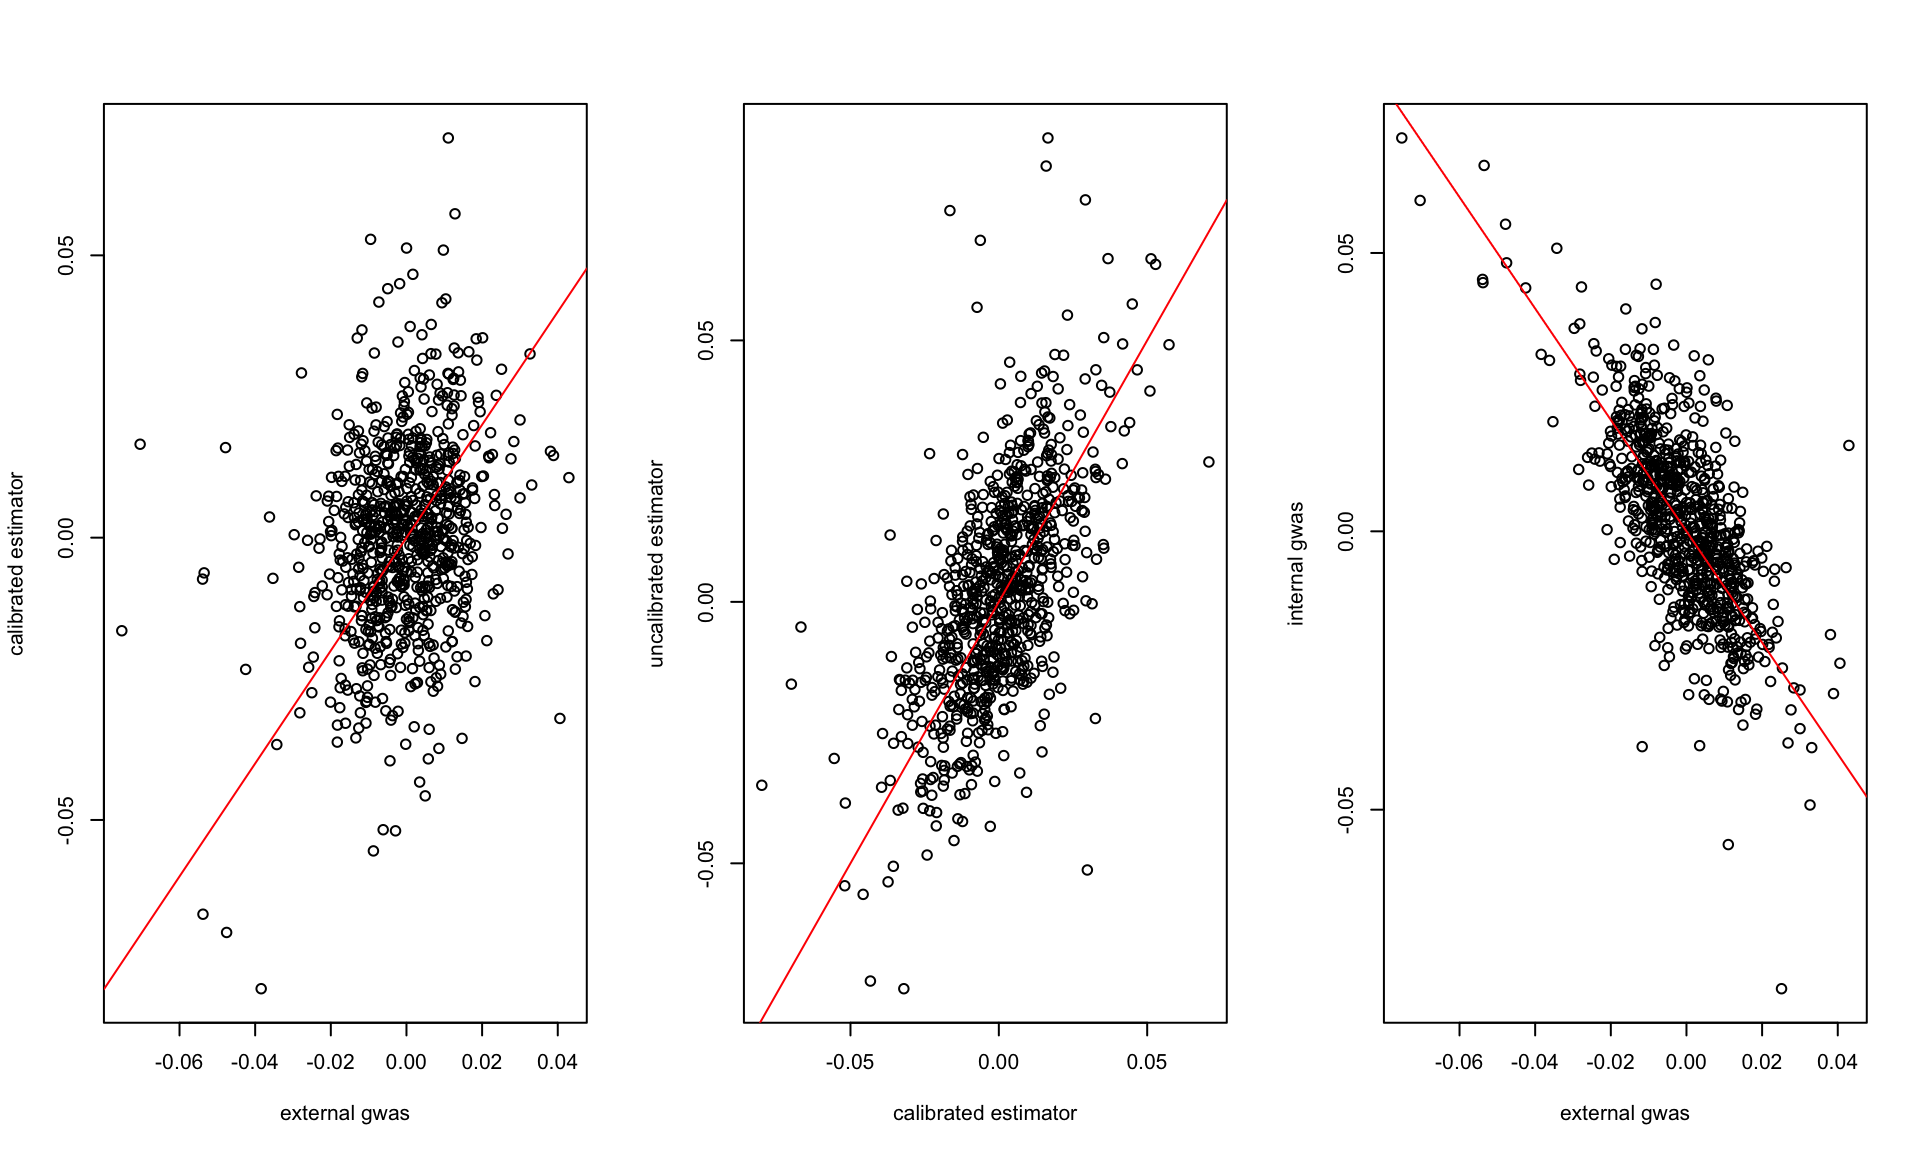 calibrated estimator
0.05
0.00
-0.05
-0.06 -0.04 -0.02 0.00 0.02 0.04
external gwas
uncalibrated estimator
0.05
0.00
-0.05
-0.05 0.00 0.05
calibrated estimator
internal gwas
0.05
0.00
-0.05
-0.06 -0.04 -0.02 0.00 0.02 0.04
external gwas